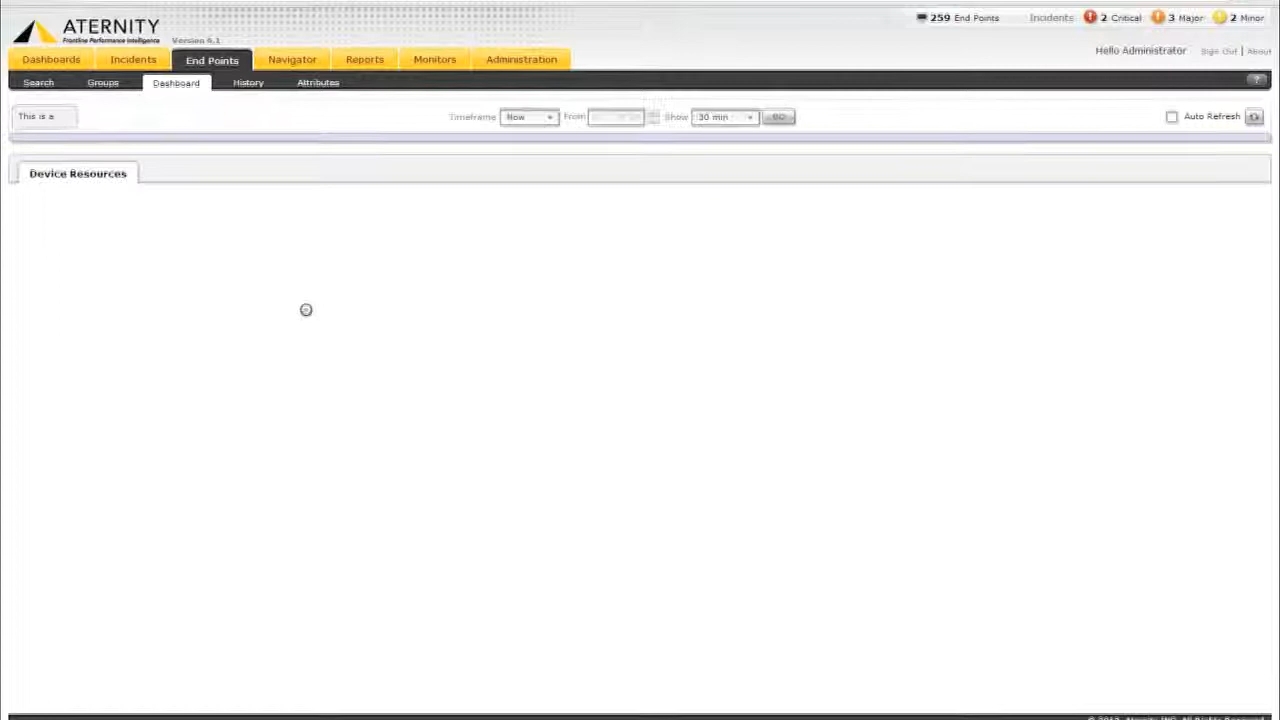 ATERNITY
Frontline Performance Intelligence
Version 6.1
259 End Points Incidents 2 Critical 3 Major 2 Minor
Hello Administrator Sign Out | About
Dashboards Incidents End Points Navigator Reports Monitors Administration
Search Groups Dashboard History Attributes ?
This is a Timeframe Now From Show 30 min GO Auto Refresh
Device Resources